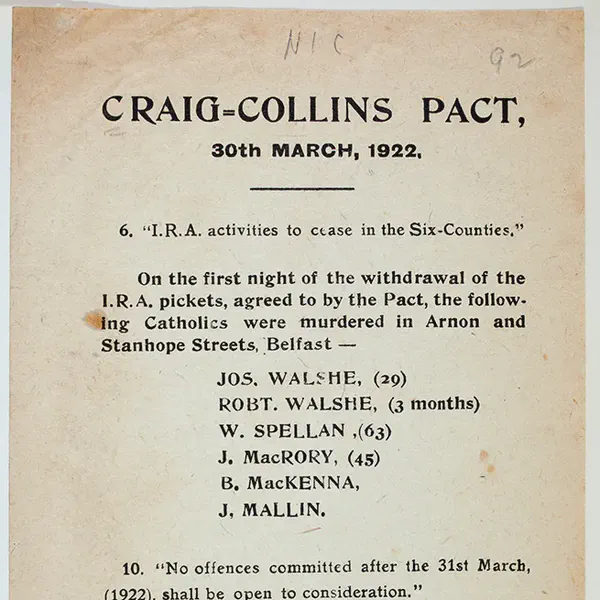 NIC
92
CRAIG=COLLINS PACT,
30th MARCH, 1922.
6. "I.R.A. activities to cease in the Six-Counties."
On the first night of the withdrawal of the
I.R.A. pickets, agreed to by the Pact, the follow-
ing Catholics were murdered in Arnon and
Stanhope Streets, Belfast —
JOS. WALSHE, (29)
ROBT. WALSHE, (3 months)
W. SPELLAN ,(63)
J. MacRORY, (45)
B. MacKENNA,
J, MALLIN.
10. "No offences committed after the 31st March,
(1922), shall be open to consideration."